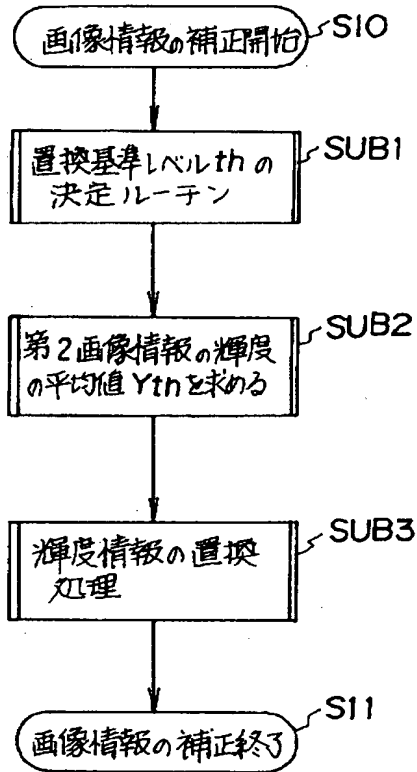 画像情報の補正開始
S10
置換基準レベルthの
決定ルーチン
SUB1
第2画像情報の輝度
の平均値Ythを求める
SUB2
輝度情報の置換
処理
SUB3
画像情報の補正終了
S11